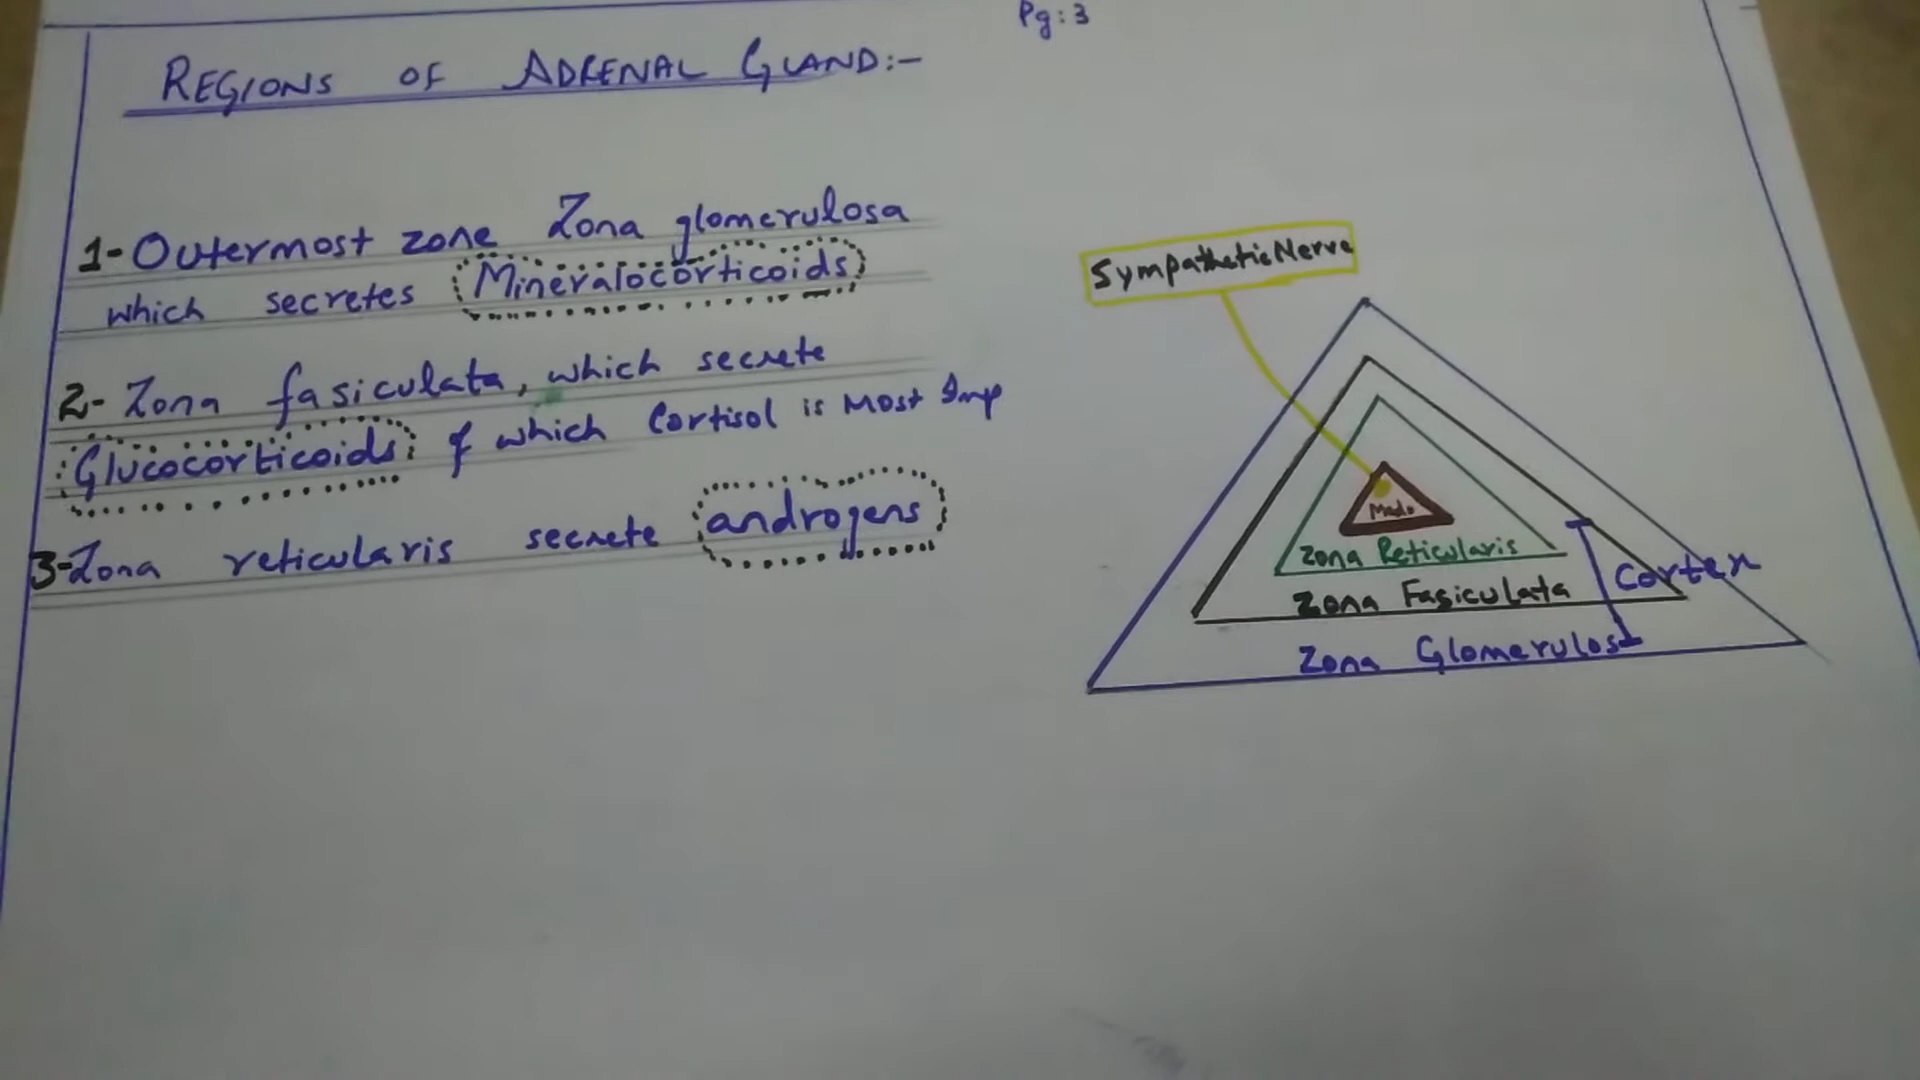 Pg: 3
REGIONS OF ADRENAL GLAND:-
1- Outermost zone Zona glomerulosa
which secretes Mineralocorticoids
2- Zona fasiculata, which secrete
Glucocorticoids of which Cortisol is Most Imp
3- Zona reticularis secrete androgens
Sympathetic Nerve
Zona Reticularis
Zona Fasiculata
Cortex
Zona Glomerulos